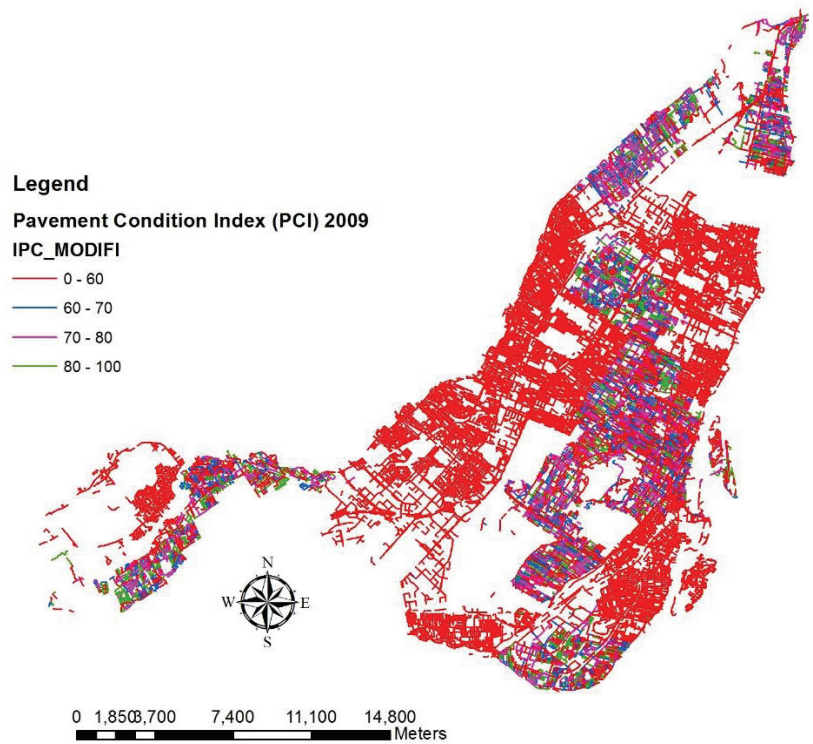 Legend
Pavement Condition Index (PCI) 2009
IPC_MODIFI
0 - 60
60 - 70
70 - 80
80 - 100
N
W E
S
0 1,850 3,700 7,400 11,100 14,800
Meters